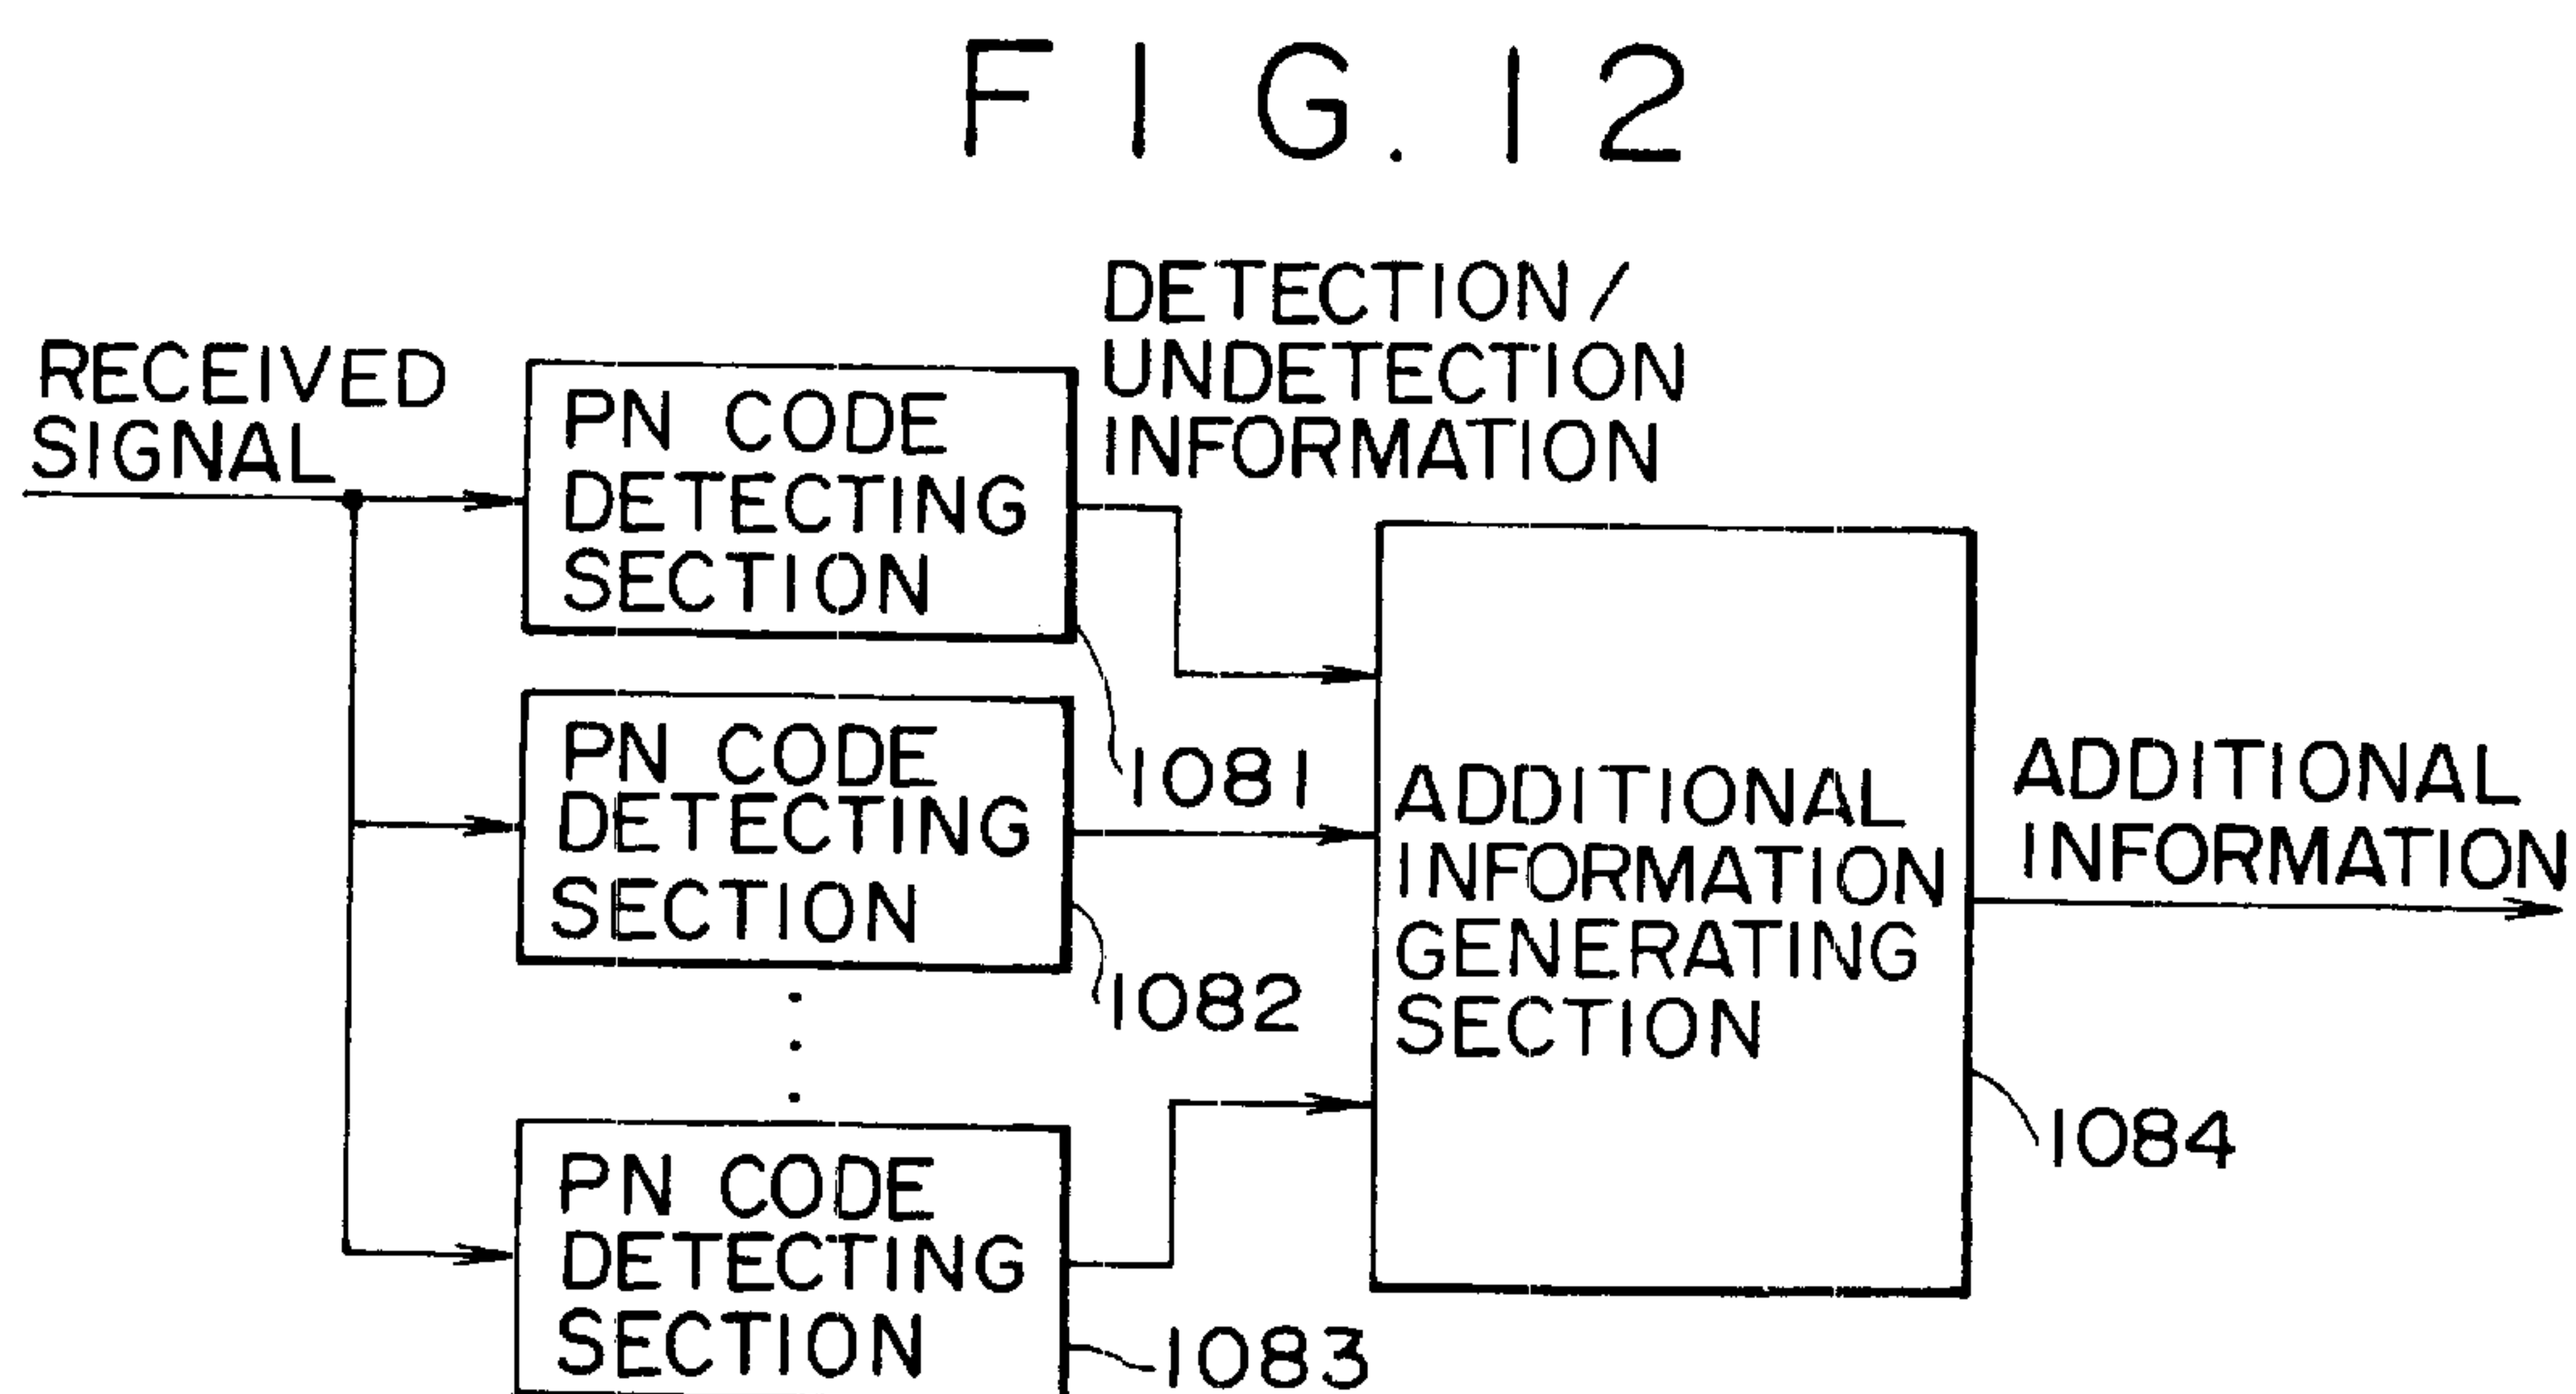 FIG. 12
RECEIVED
SIGNAL
PN CODE
DETECTING
SECTION
DETECTION/
UNDETECTION
INFORMATION
1081
PN CODE
DETECTING
SECTION
1082
PN CODE
DETECTING
SECTION
1083
ADDITIONAL
INFORMATION
GENERATING
SECTION
1084
ADDITIONAL
INFORMATION